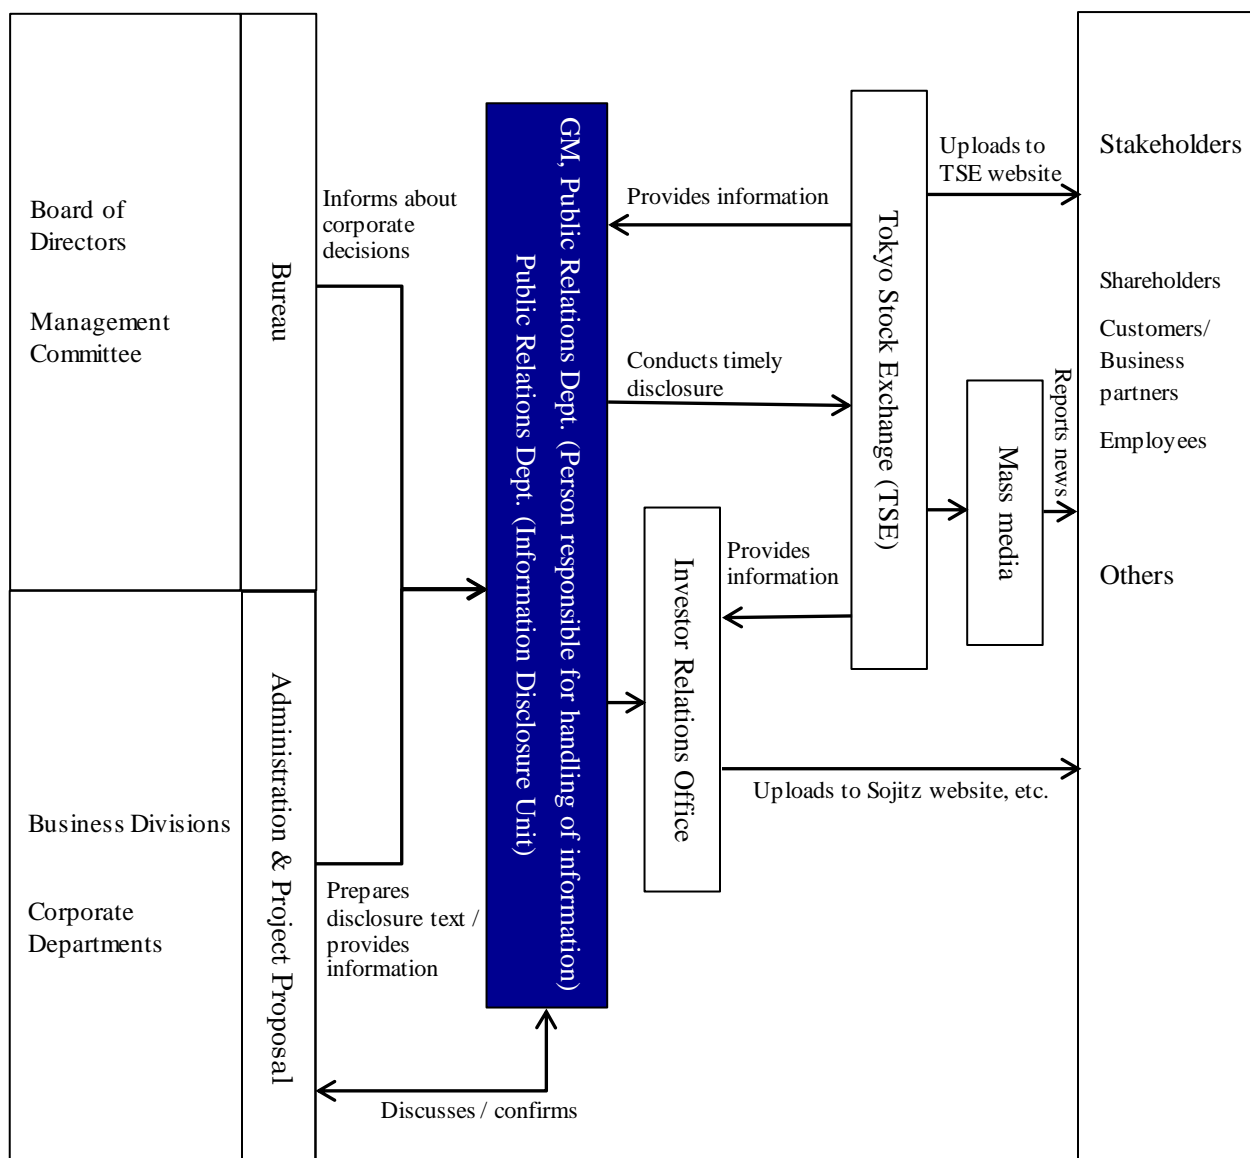 Board of
Directors
Management
Committee
Bureau
Informs about
corporate
decisions
Business Divisions
Corporate
Departments
Administration & Project Proposal
Prepares
disclosure text /
provides
information
Discusses / confirms
GM, Public Relations Dept. (Person responsible for handling of information)
Public Relations Dept. (Information Disclosure Unit)
Provides information
Conducts timely
disclosure
Investor Relations Office
Provides
information
Tokyo Stock Exchange (TSE)
Uploads to
TSE website
Mass media
Reports news
Uploads to Sojitz website, etc.
Stakeholders
Shareholders
Customers/
Business
partners
Employees
Others